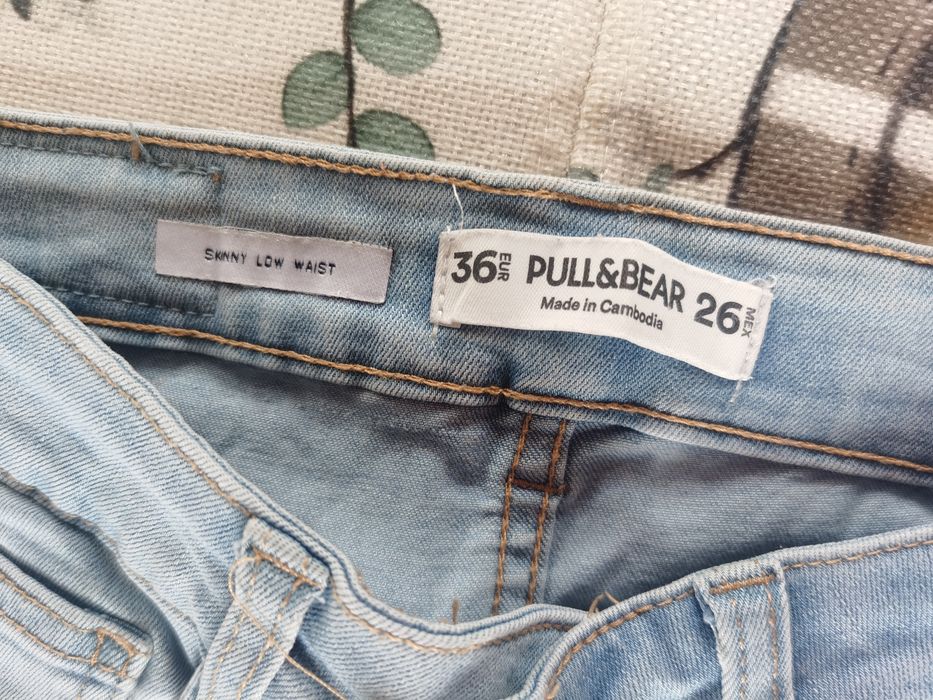 SKINNY LOW WAIST
36 EUR PULL&BEAR 26 MEX
Made in Cambodia